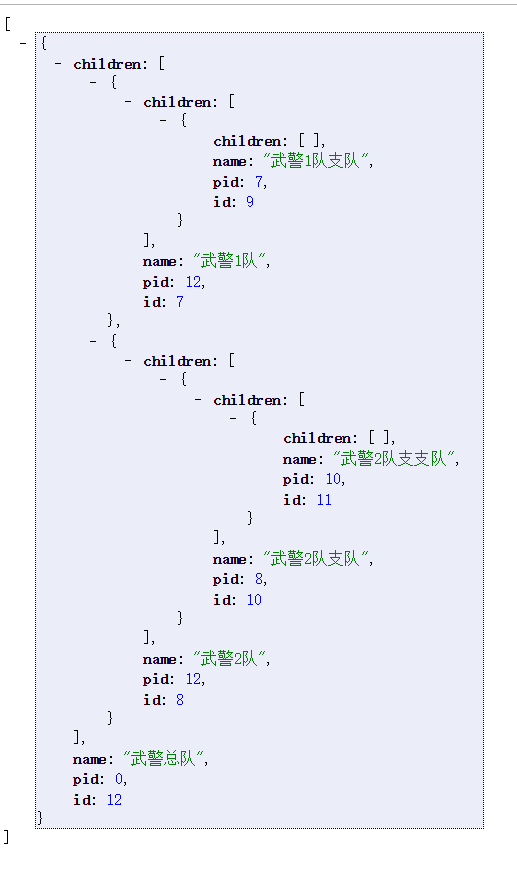 [
- {
- children: [
- {
- children: [
- {
children: [ ],
name: "武警1队支队",
pid: 7,
id: 9
}
],
name: "武警1队",
pid: 12,
id: 7
},
- {
- children: [
- {
- children: [
- {
children: [ ],
name: "武警2队支支队",
pid: 10,
id: 11
}
],
name: "武警2队支队",
pid: 8,
id: 10
}
],
name: "武警2队",
pid: 12,
id: 8
}
],
name: "武警总队",
pid: 0,
id: 12
}
]